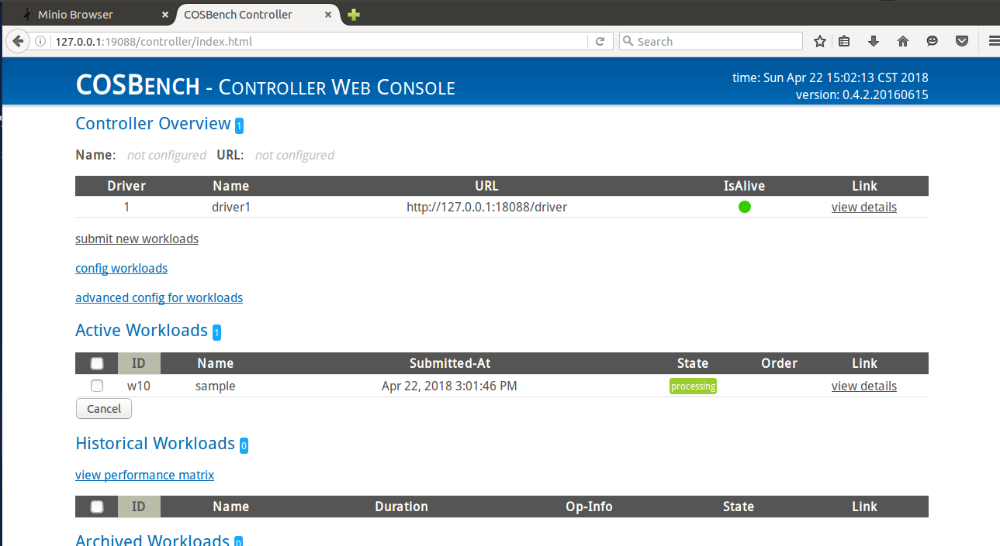 Minio Browser COSBench Controller
127.0.0.1:19088/controller/index.html Search
COSBENCH - CONTROLLER WEB CONSOLE
time: Sun Apr 22 15:02:13 CST 2018
version: 0.4.2.20160615
Controller Overview 1
Name: not configured URL: not configured
Driver Name URL IsAlive Link
1 driver1 http://127.0.0.1:18088/driver view details
submit new workloads
config workloads
advanced config for workloads
Active Workloads 1
ID Name Submitted-At State Order Link
w10 sample Apr 22, 2018 3:01:46 PM processing view details
Cancel
Historical Workloads 0
view performance matrix
ID Name Duration Op-Info State Link
Archived Workloads 0